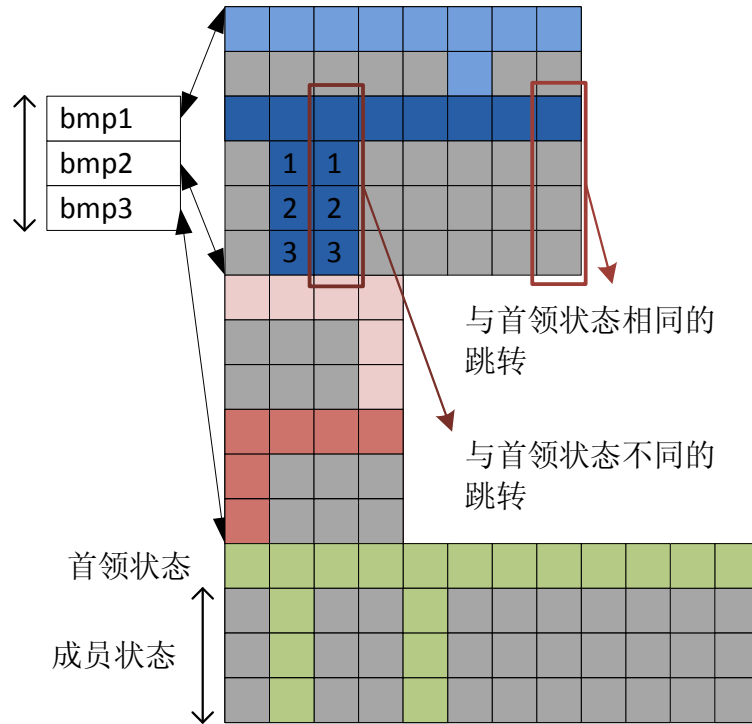 bmp1
bmp2
bmp3
1 1
2 2
3 3
与首领状态相同的
跳转
与首领状态不同的
跳转
首领状态
成员状态